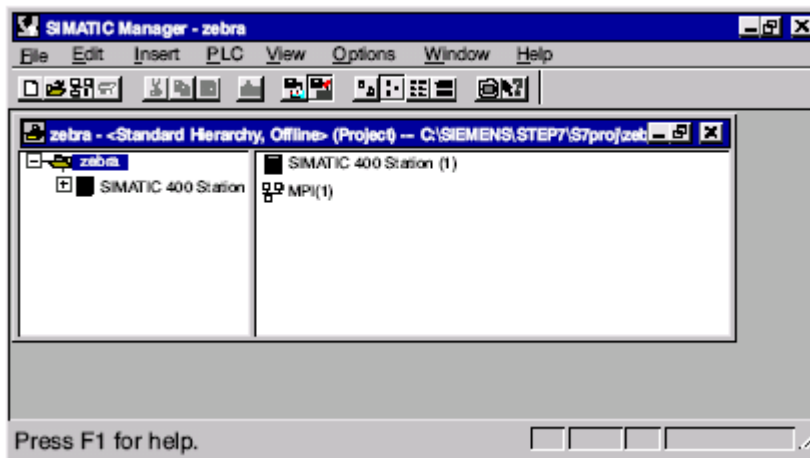 SIMATIC Manager - zebra
File Edit Insert PLC View Options Window Help
zebra - <Standard Hierarchy, Offline> (Project) -- C:\SIEMENS\STEP7\S7proj\zet
zebra
SIMATIC 400 Station
SIMATIC 400 Station (1)
MPI(1)
Press F1 for help.